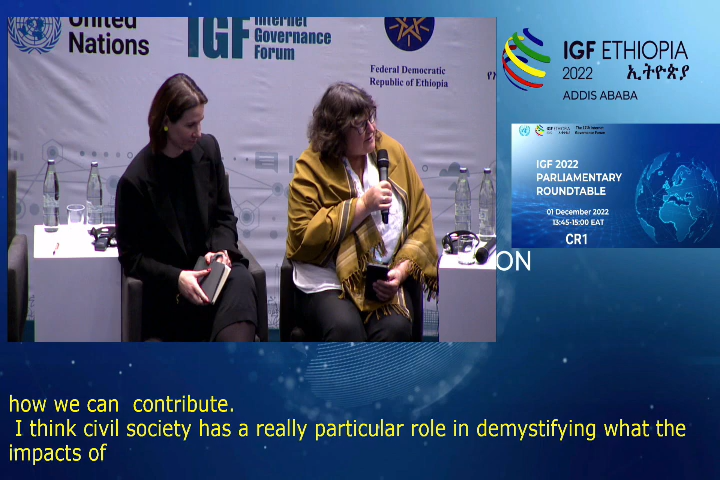 United
Nations
IGF
Internet
Governance
Forum
Federal Democratic
Republic of Ethiopia
IGF ETHIOPIA
2022 ኢትዮጵያ
ADDIS ABABA
IGF 2022
PARLIAMENTARY
ROUNDTABLE
01 December 2022
13:45-15:00 EAT
CR1
ON
how we can contribute.
I think civil society has a really particular role in demystifying what the
impacts of